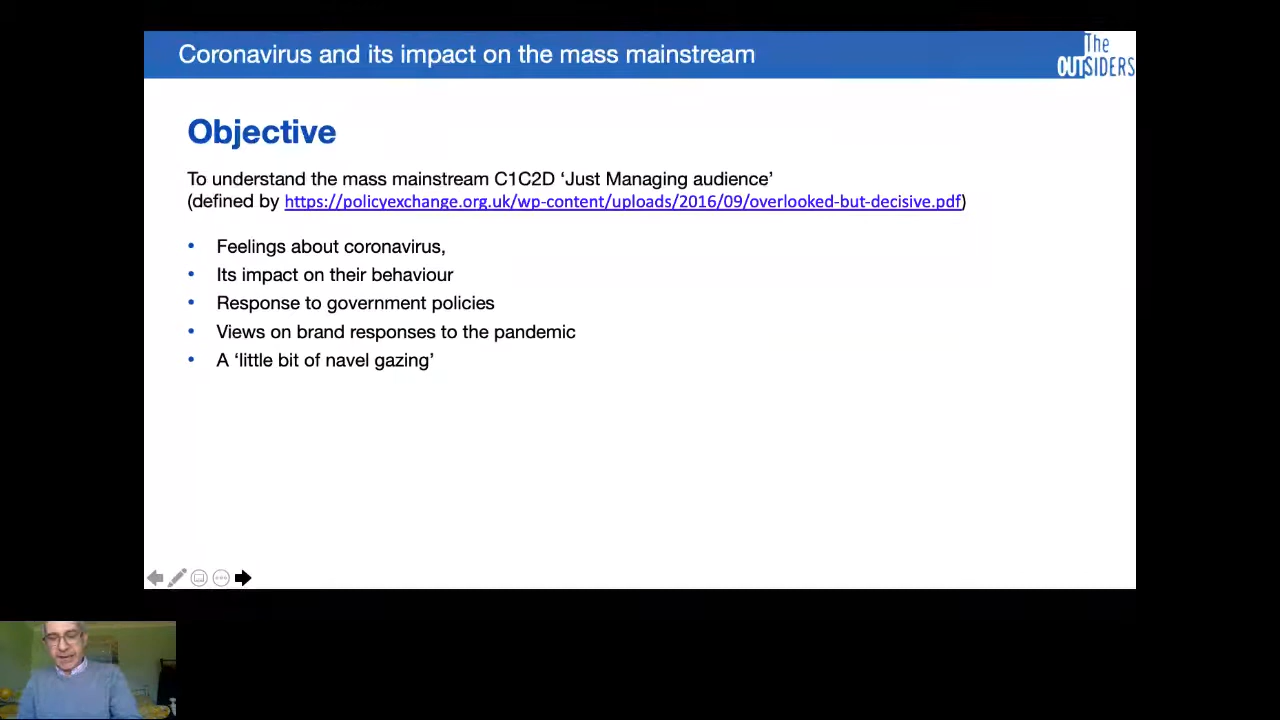 Coronavirus and its impact on the mass mainstream
The
OUTSIDERS
Objective
To understand the mass mainstream C1C2D ‘Just Managing audience’
(defined by https://policyexchange.org.uk/wp-content/uploads/2016/09/overlooked-but-decisive.pdf)
• Feelings about coronavirus,
• Its impact on their behaviour
• Response to government policies
• Views on brand responses to the pandemic
• A ‘little bit of navel gazing’